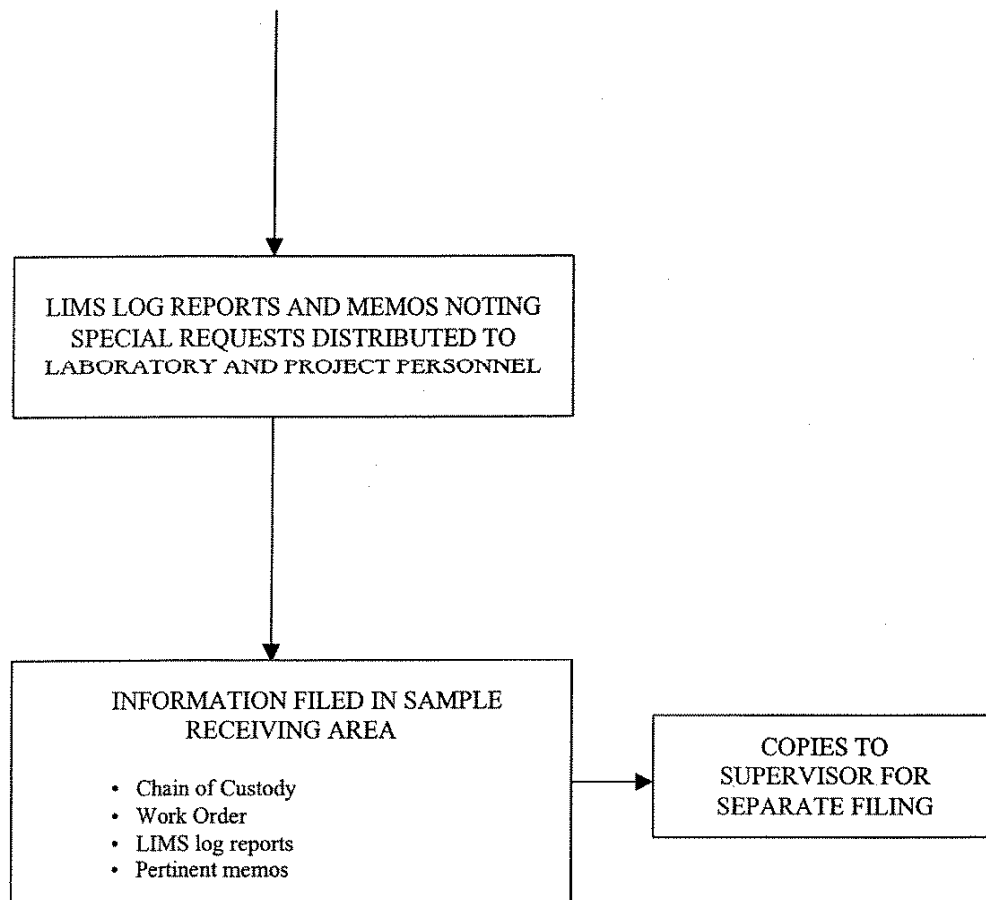 LIMS LOG REPORTS AND MEMOS NOTING
SPECIAL REQUESTS DISTRIBUTED TO
LABORATORY AND PROJECT PERSONNEL
INFORMATION FILED IN SAMPLE
RECEIVING AREA
• Chain of Custody
• Work Order
• LIMS log reports
• Pertinent memos
COPIES TO
SUPERVISOR FOR
SEPARATE FILING